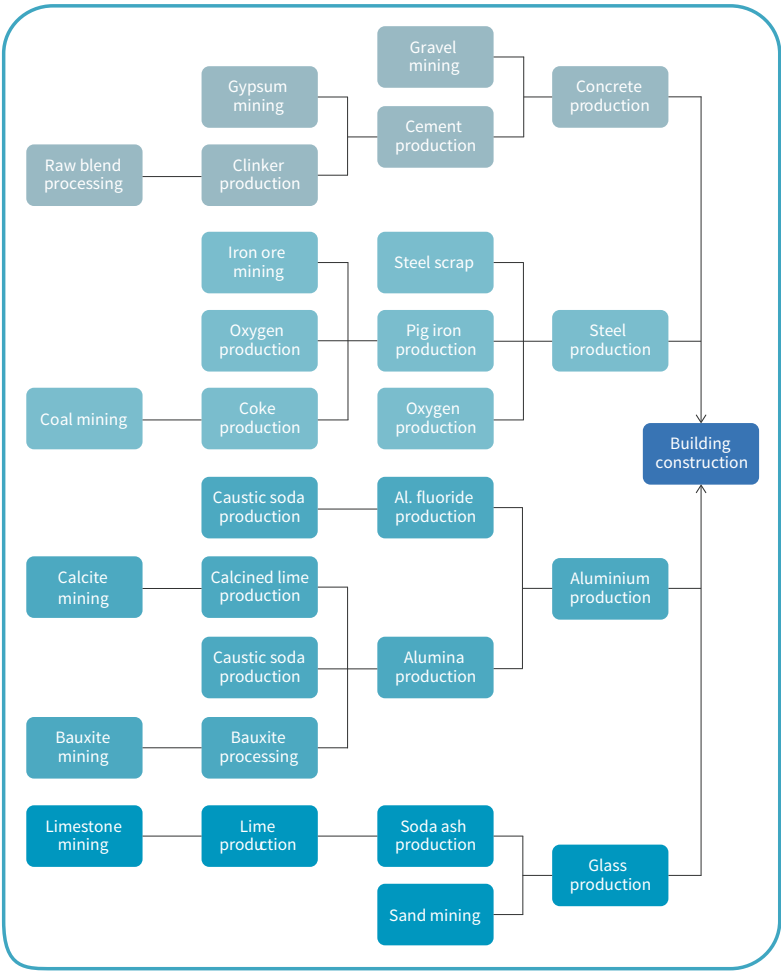 Gravel
mining
Gypsum
mining
Concrete
production
Cement
production
Raw blend
processing
Clinker
production
Iron ore
mining
Steel scrap
Oxygen
production
Pig iron
production
Steel
production
Coal mining
Coke
production
Oxygen
production
Building
construction
Caustic soda
production
Al. fluoride
production
Calcite
mining
Calcined lime
production
Aluminium
production
Caustic soda
production
Alumina
production
Bauxite
mining
Bauxite
processing
Limestone
mining
Lime
production
Soda ash
production
Glass
production
Sand mining